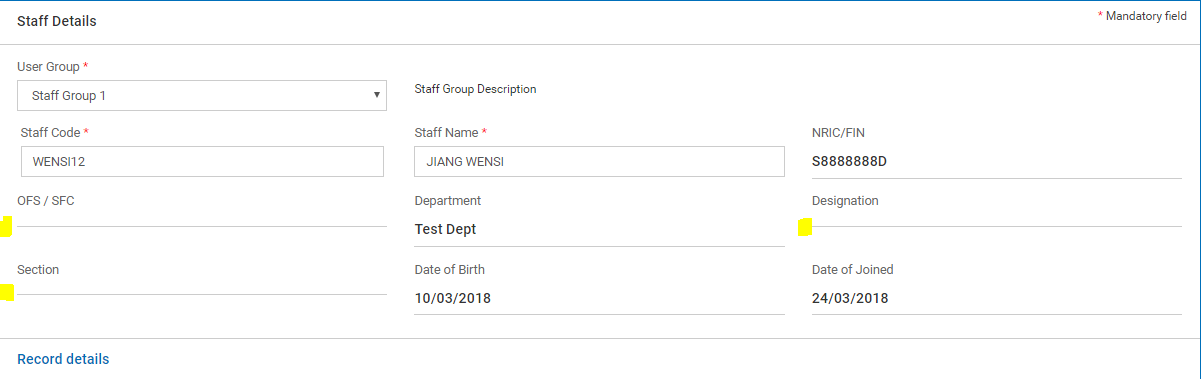 Staff Details
* Mandatory field
User Group *
Staff Group 1
Staff Group Description
Staff Code *
Staff Name *
NRIC/FIN
WENSI12
JIANG WENSI
S8888888D
OFS / SFC
Department
Designation
Test Dept
Section
Date of Birth
Date of Joined
10/03/2018
24/03/2018
Record details